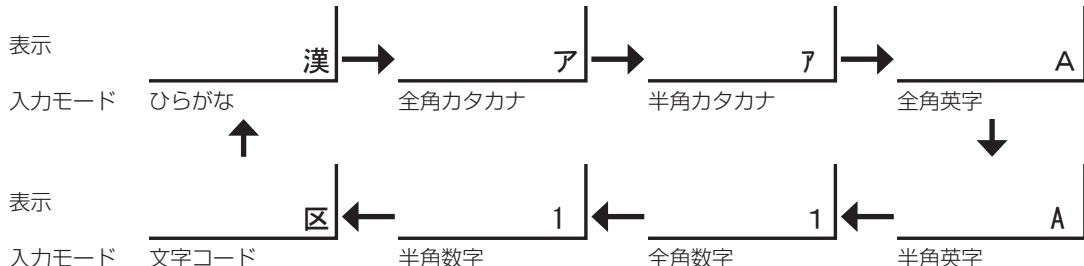 表示 漢 ア ｱ Ａ
入力モード ひらがな 全角カタカナ 半角カタカナ 全角英字
表示 区 1 １ A
入力モード 文字コード 半角数字 全角数字 半角英字